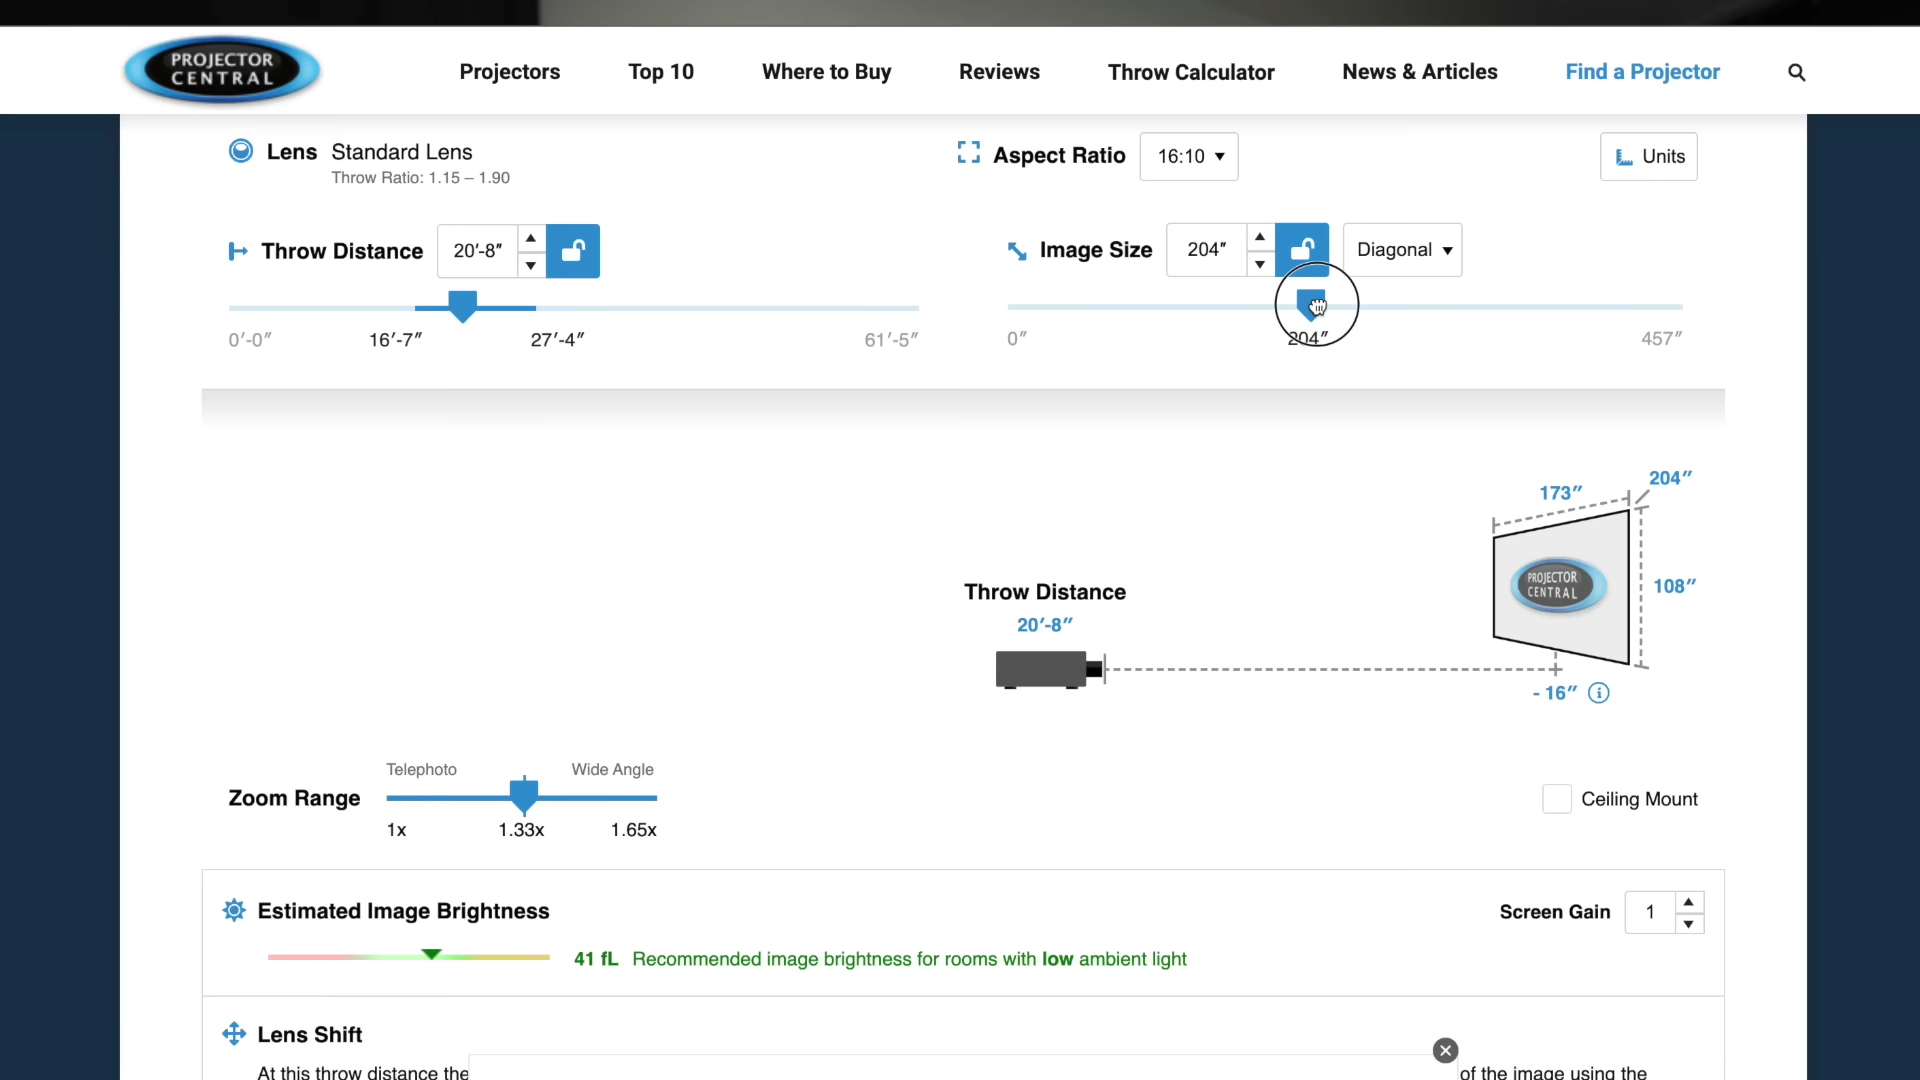 PROJECTOR
CENTRAL
Projectors
Top 10
Where to Buy
Reviews
Throw Calculator
News & Articles
Find a Projector
Lens Standard Lens
Throw Ratio: 1.15 – 1.90
Aspect Ratio 16:10
Units
Throw Distance 20′-8″
Image Size 204″ Diagonal
0′-0″ 16′-7″ 27′-4″ 61′-5″
0″ 204″ 457″
204″
173″
PROJECTOR
CENTRAL
108″
Throw Distance
20′-8″
- 16″
Telephoto Wide Angle
Zoom Range
1x 1.33x 1.65x
Ceiling Mount
Estimated Image Brightness
Screen Gain 1
41 fL Recommended image brightness for rooms with low ambient light
Lens Shift
At this throw distance the
of the image using the